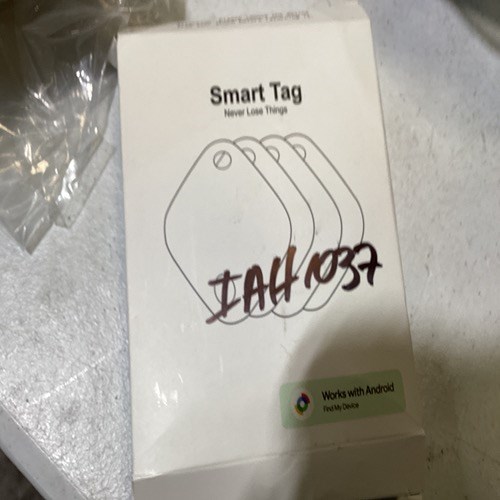 Smart Tag
Never Lose Things
IAH1037
Works with Android
Find My Device